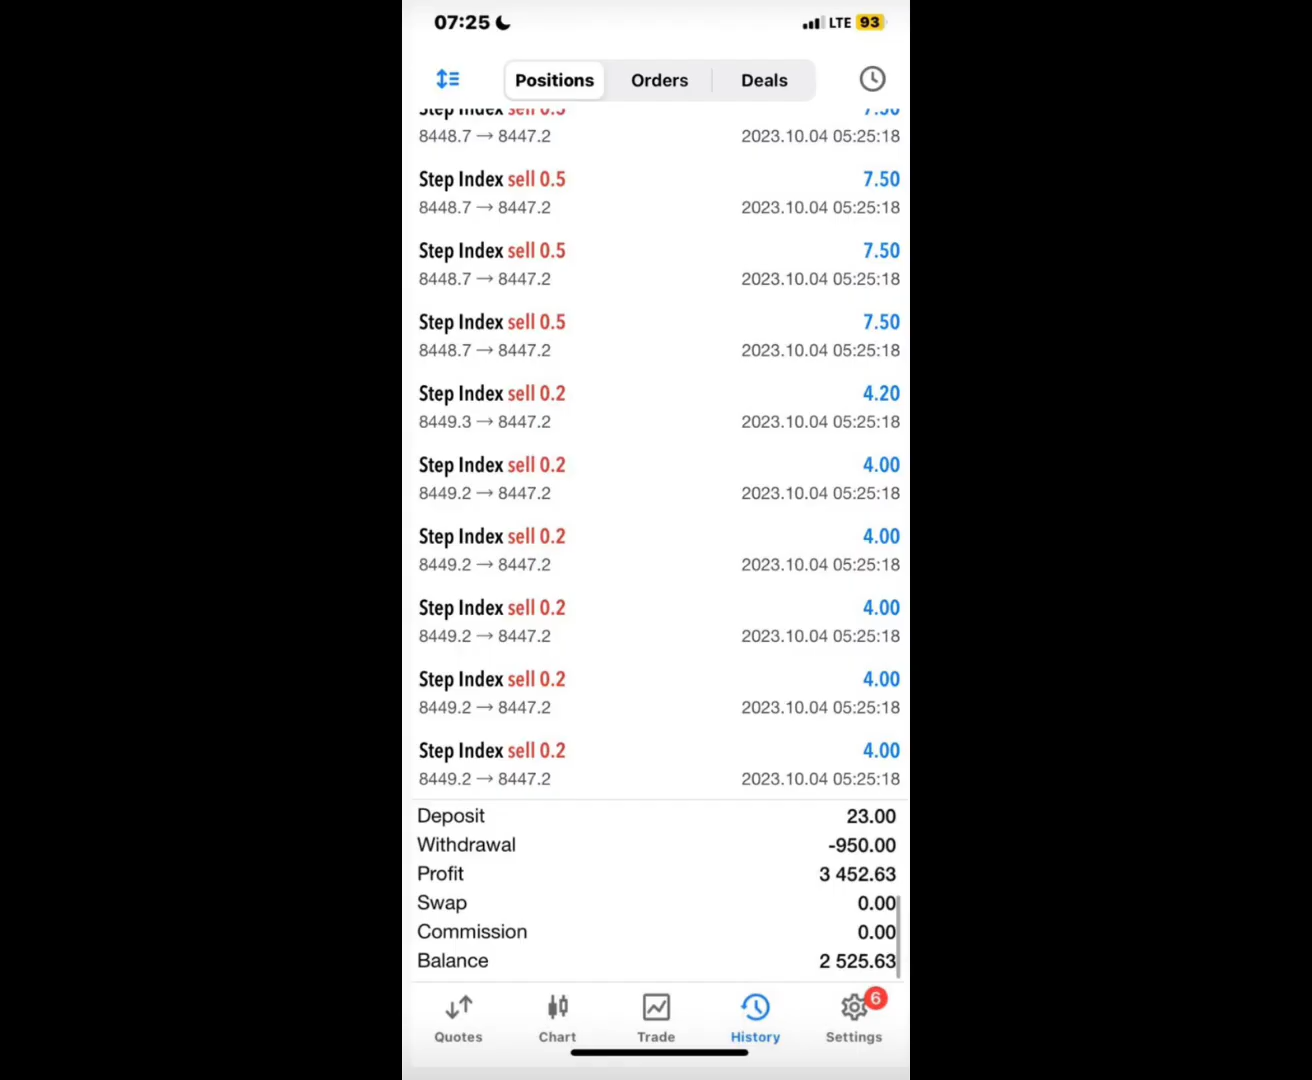 07:25 LTE 93
Positions Orders Deals
Step Index sell 0.5 7.50
8448.7 → 8447.2 2023.10.04 05:25:18
Step Index sell 0.5 7.50
8448.7 → 8447.2 2023.10.04 05:25:18
Step Index sell 0.5 7.50
8448.7 → 8447.2 2023.10.04 05:25:18
Step Index sell 0.5 7.50
8448.7 → 8447.2 2023.10.04 05:25:18
Step Index sell 0.2 4.20
8449.3 → 8447.2 2023.10.04 05:25:18
Step Index sell 0.2 4.00
8449.2 → 8447.2 2023.10.04 05:25:18
Step Index sell 0.2 4.00
8449.2 → 8447.2 2023.10.04 05:25:18
Step Index sell 0.2 4.00
8449.2 → 8447.2 2023.10.04 05:25:18
Step Index sell 0.2 4.00
8449.2 → 8447.2 2023.10.04 05:25:18
Step Index sell 0.2 4.00
8449.2 → 8447.2 2023.10.04 05:25:18
Deposit 23.00
Withdrawal -950.00
Profit 3 452.63
Swap 0.00
Commission 0.00
Balance 2 525.63
6
Quotes Chart Trade History Settings